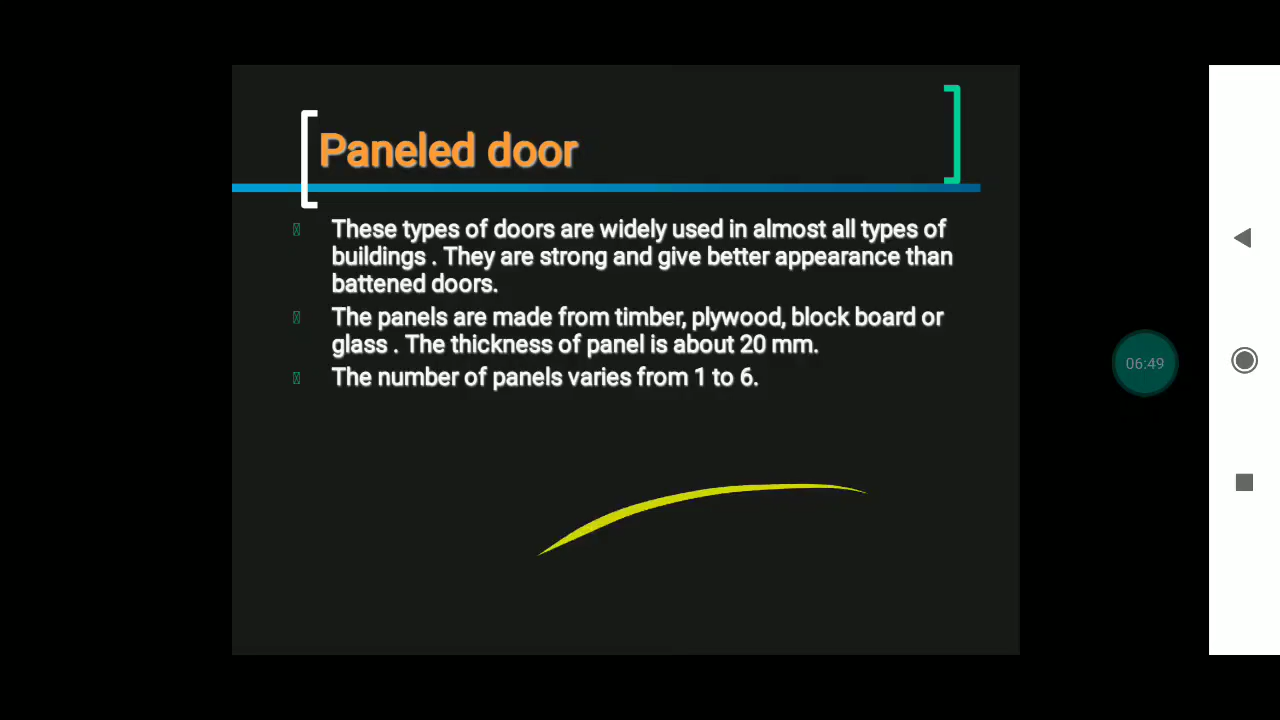 Paneled door
These types of doors are widely used in almost all types of
buildings . They are strong and give better appearance than
battened doors.
The panels are made from timber, plywood, block board or
glass . The thickness of panel is about 20 mm.
The number of panels varies from 1 to 6.
06:49